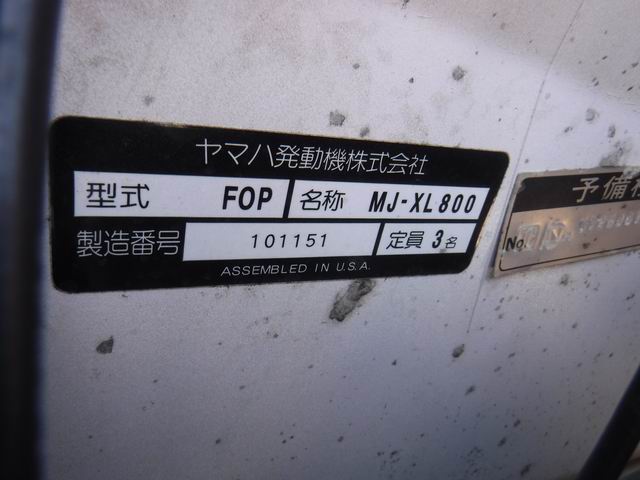 ヤマハ発動機株式会社
型式 FOP 名称 MJ-XL800
製造番号 101151 定員 3名
ASSEMBLED IN U.S.A.
予備
No.